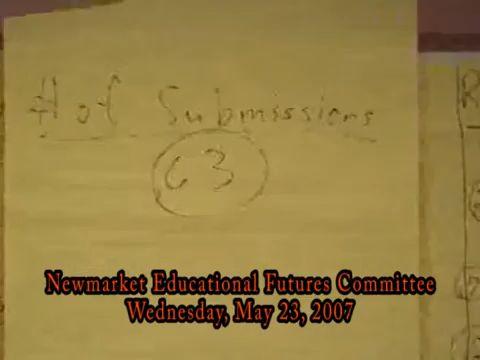 # of Submissions
63
R
Newmarket Educational Futures Committee
Wednesday, May 23, 2007